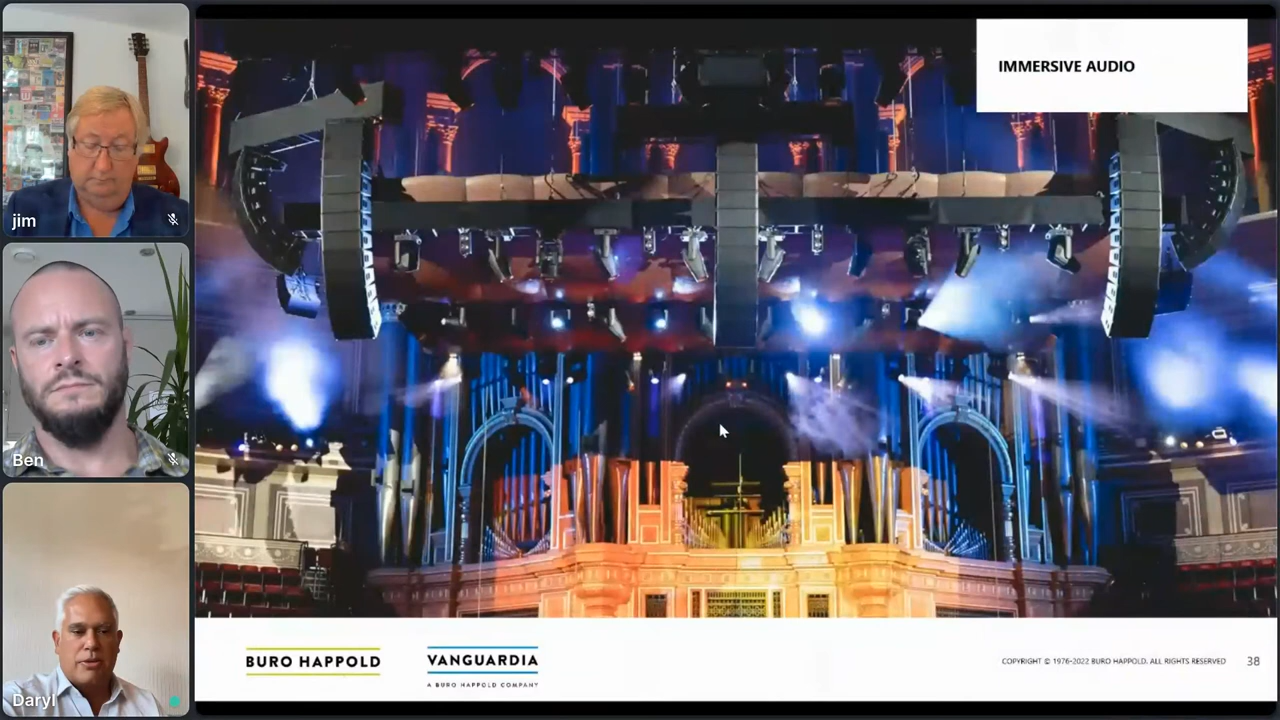 jim
Ben
Daryl
IMMERSIVE AUDIO
BURO HAPPOLD
VANGUARDIA
A BURO HAPPOLD COMPANY
COPYRIGHT © 1976-2022 BURO HAPPOLD. ALL RIGHTS RESERVED
38